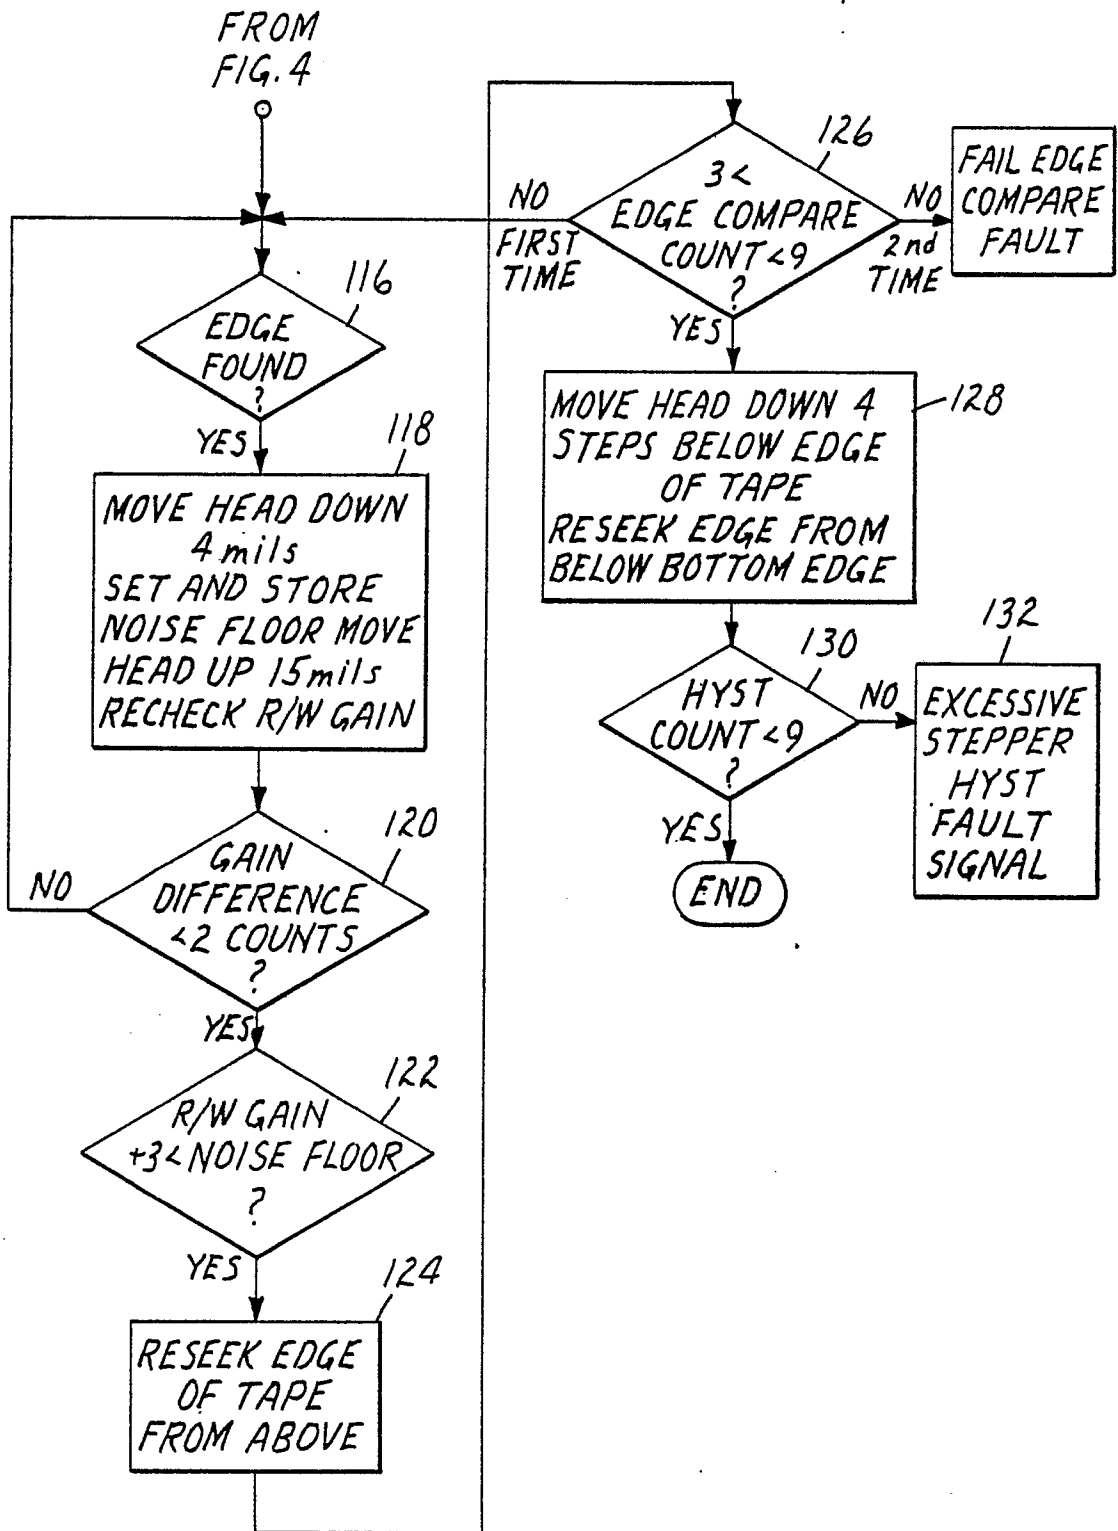 FROM
FIG. 4
116
EDGE
FOUND
?
YES
118
MOVE HEAD DOWN
4 mils
SET AND STORE
NOISE FLOOR MOVE
HEAD UP 15 mils
RECHECK R/W GAIN
120
GAIN
DIFFERENCE
<2 COUNTS
?
NO
YES
122
R/W GAIN
+3< NOISE FLOOR
?
YES
124
RESEEK EDGE
OF TAPE
FROM ABOVE
126
3<
EDGE COMPARE
COUNT<9
?
NO
FIRST
TIME
NO
2nd
TIME
FAIL EDGE
COMPARE
FAULT
YES
128
MOVE HEAD DOWN 4
STEPS BELOW EDGE
OF TAPE
RESEEK EDGE FROM
BELOW BOTTOM EDGE
130
HYST
COUNT<9
?
NO
132
EXCESSIVE
STEPPER
HYST
FAULT
SIGNAL
YES
END